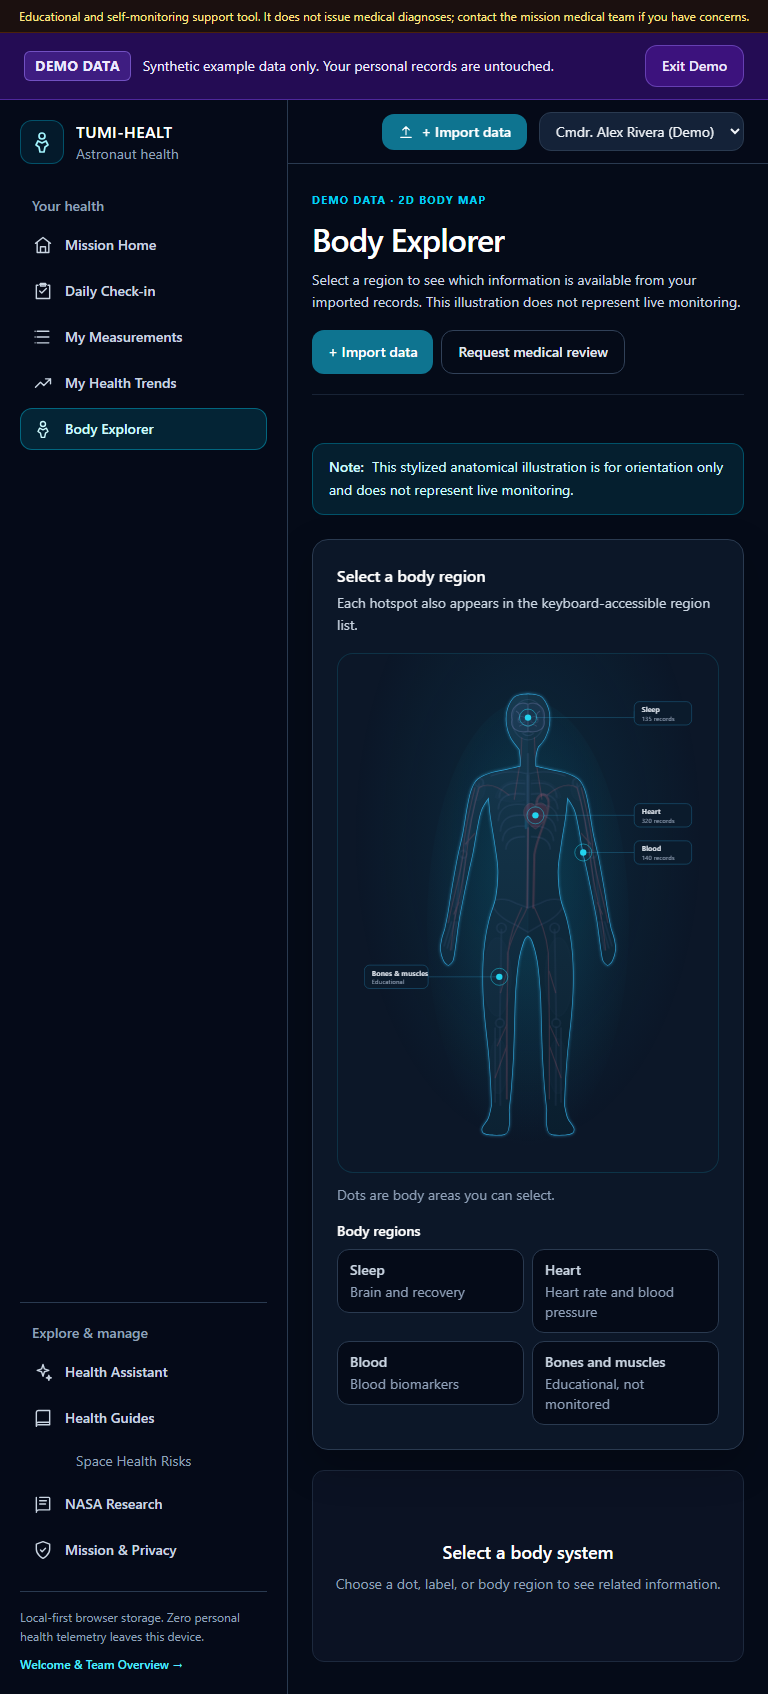 Educational and self-monitoring support tool. It does not issue medical diagnoses; contact the mission medical team if you have concerns.
DEMO DATA
Synthetic example data only. Your personal records are untouched.
Exit Demo
TUMI-HEALT
Astronaut health
Your health
Mission Home
Daily Check-in
My Measurements
My Health Trends
Body Explorer
Explore & manage
Health Assistant
Health Guides
Space Health Risks
NASA Research
Mission & Privacy
Local-first browser storage. Zero personal
health telemetry leaves this device.
Welcome & Team Overview →
+ Import data
Cmdr. Alex Rivera (Demo)
DEMO DATA · 2D BODY MAP
Body Explorer
Select a region to see which information is available from your
imported records. This illustration does not represent live monitoring.
+ Import data
Request medical review
Note: This stylized anatomical illustration is for orientation only
and does not represent live monitoring.
Select a body region
Each hotspot also appears in the keyboard-accessible region
list.
Sleep
135 records
Heart
320 records
Blood
140 records
Bones & muscles
Educational
Dots are body areas you can select.
Body regions
Sleep
Brain and recovery
Heart
Heart rate and blood
pressure
Blood
Blood biomarkers
Bones and muscles
Educational, not
monitored
Select a body system
Choose a dot, label, or body region to see related information.